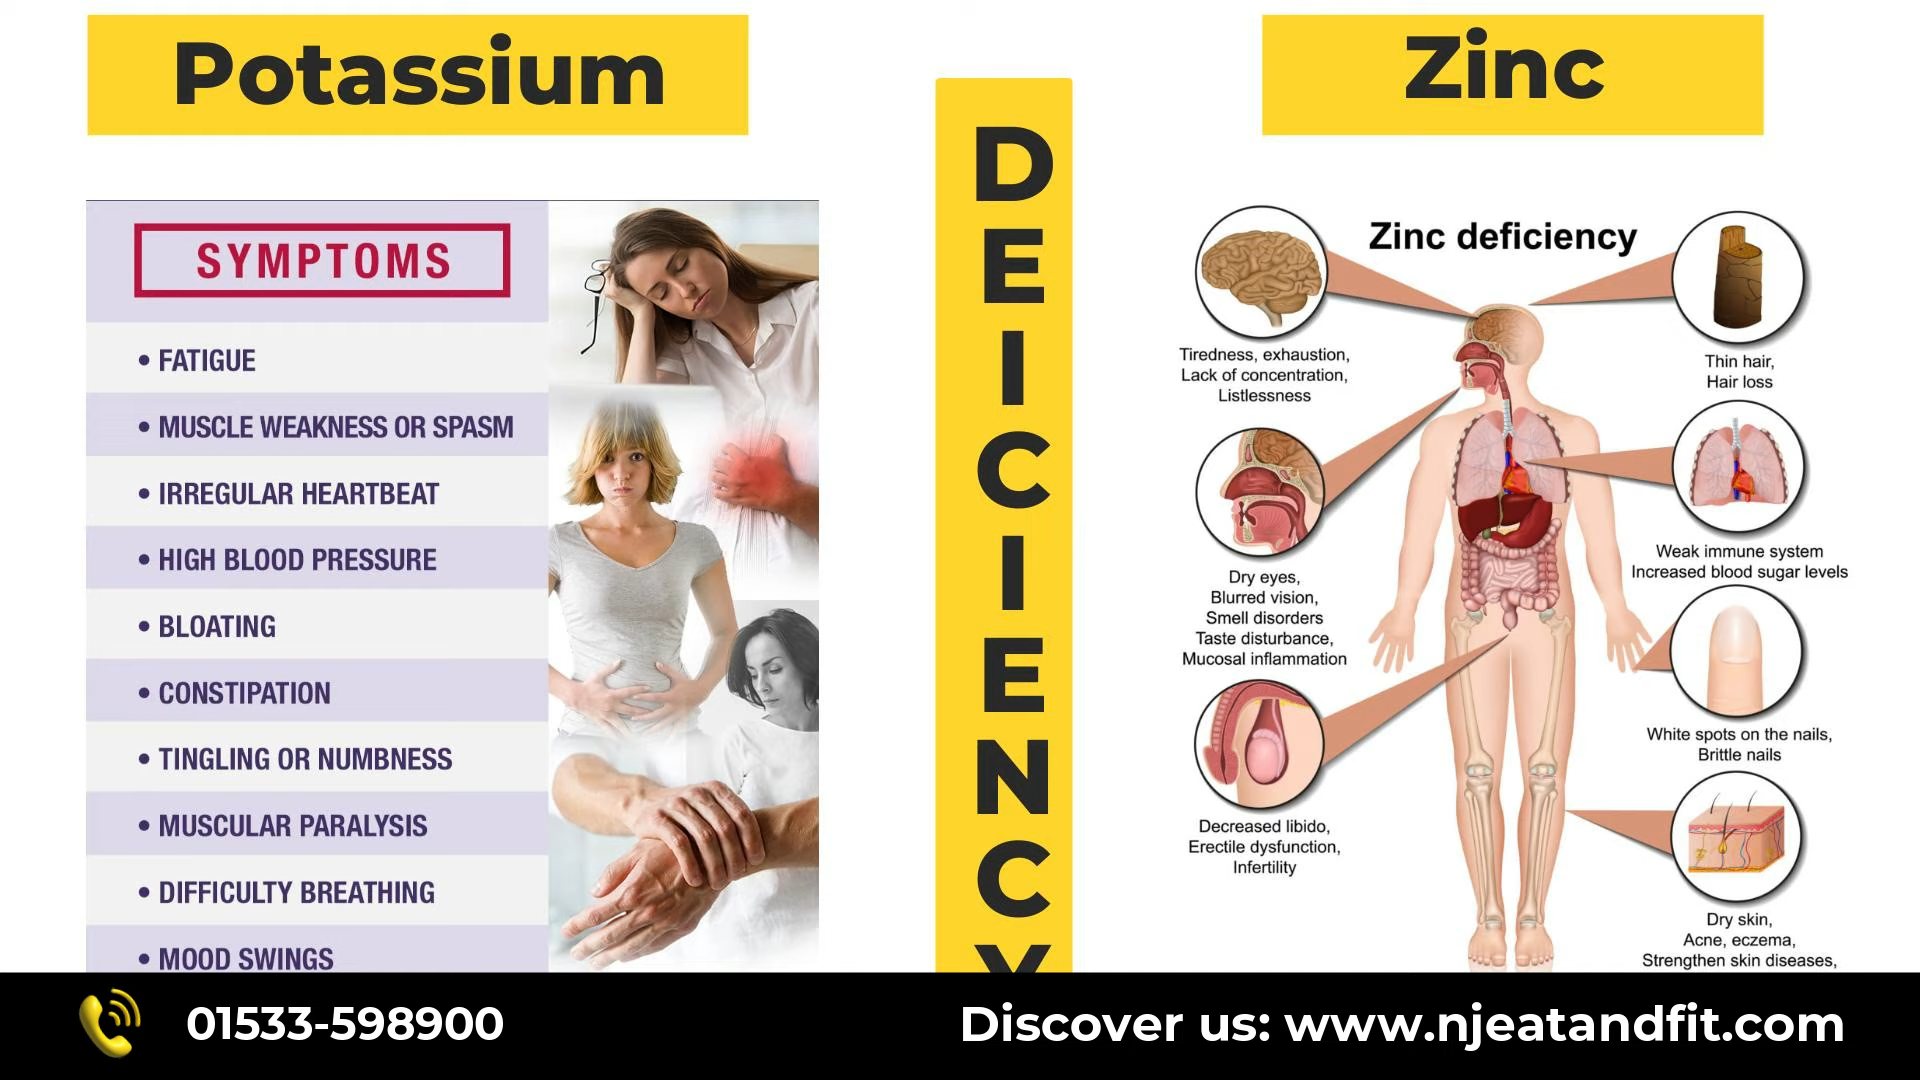 Potassium
SYMPTOMS
• FATIGUE
• MUSCLE WEAKNESS OR SPASM
• IRREGULAR HEARTBEAT
• HIGH BLOOD PRESSURE
• BLOATING
• CONSTIPATION
• TINGLING OR NUMBNESS
• MUSCULAR PARALYSIS
• DIFFICULTY BREATHING
• MOOD SWINGS
D
E
I
C
I
E
N
C
Y
Zinc
Zinc deficiency
Tiredness, exhaustion,
Lack of concentration,
Listlessness
Dry eyes,
Blurred vision,
Smell disorders
Taste disturbance,
Mucosal inflammation
Decreased libido,
Erectile dysfunction,
Infertility
Thin hair,
Hair loss
Weak immune system
Increased blood sugar levels
White spots on the nails,
Brittle nails
Dry skin,
Acne, eczema,
Strengthen skin diseases,
01533-598900
Discover us: www.njeatandfit.com